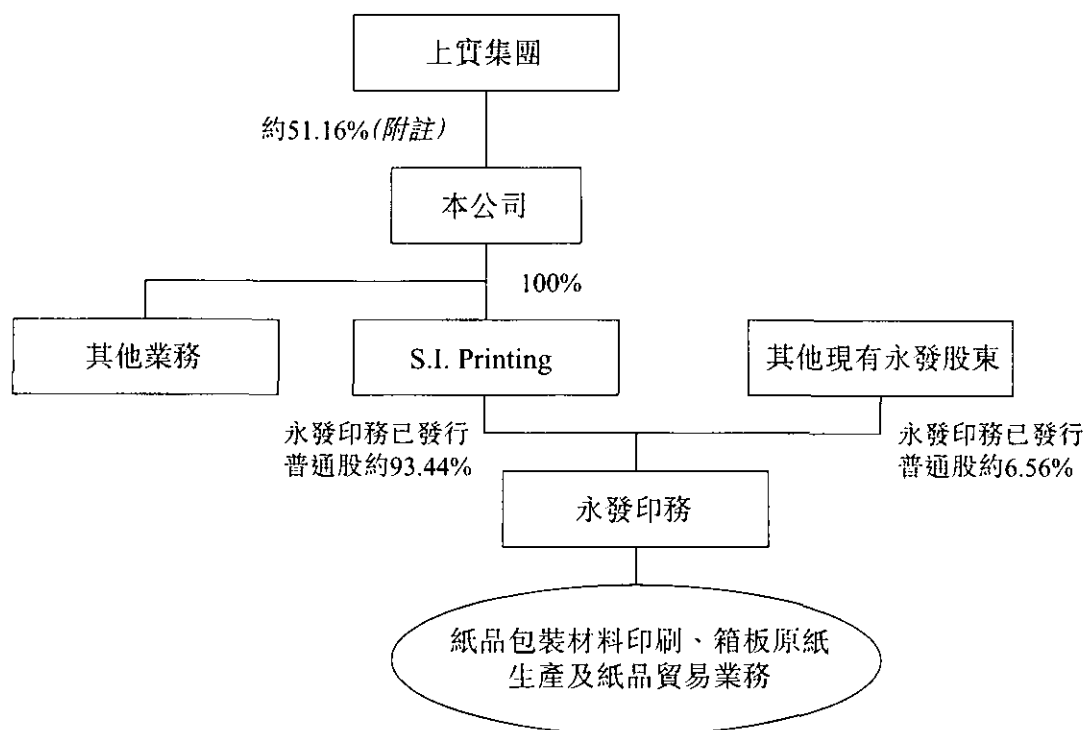 上實集團
約51.16%(附註)
本公司
100%
其他業務
S.I. Printing
其他現有永發股東
永發印務已發行
普通股約93.44%
永發印務已發行
普通股約6.56%
永發印務
紙品包裝材料印刷、箱板原紙
生產及紙品貿易業務